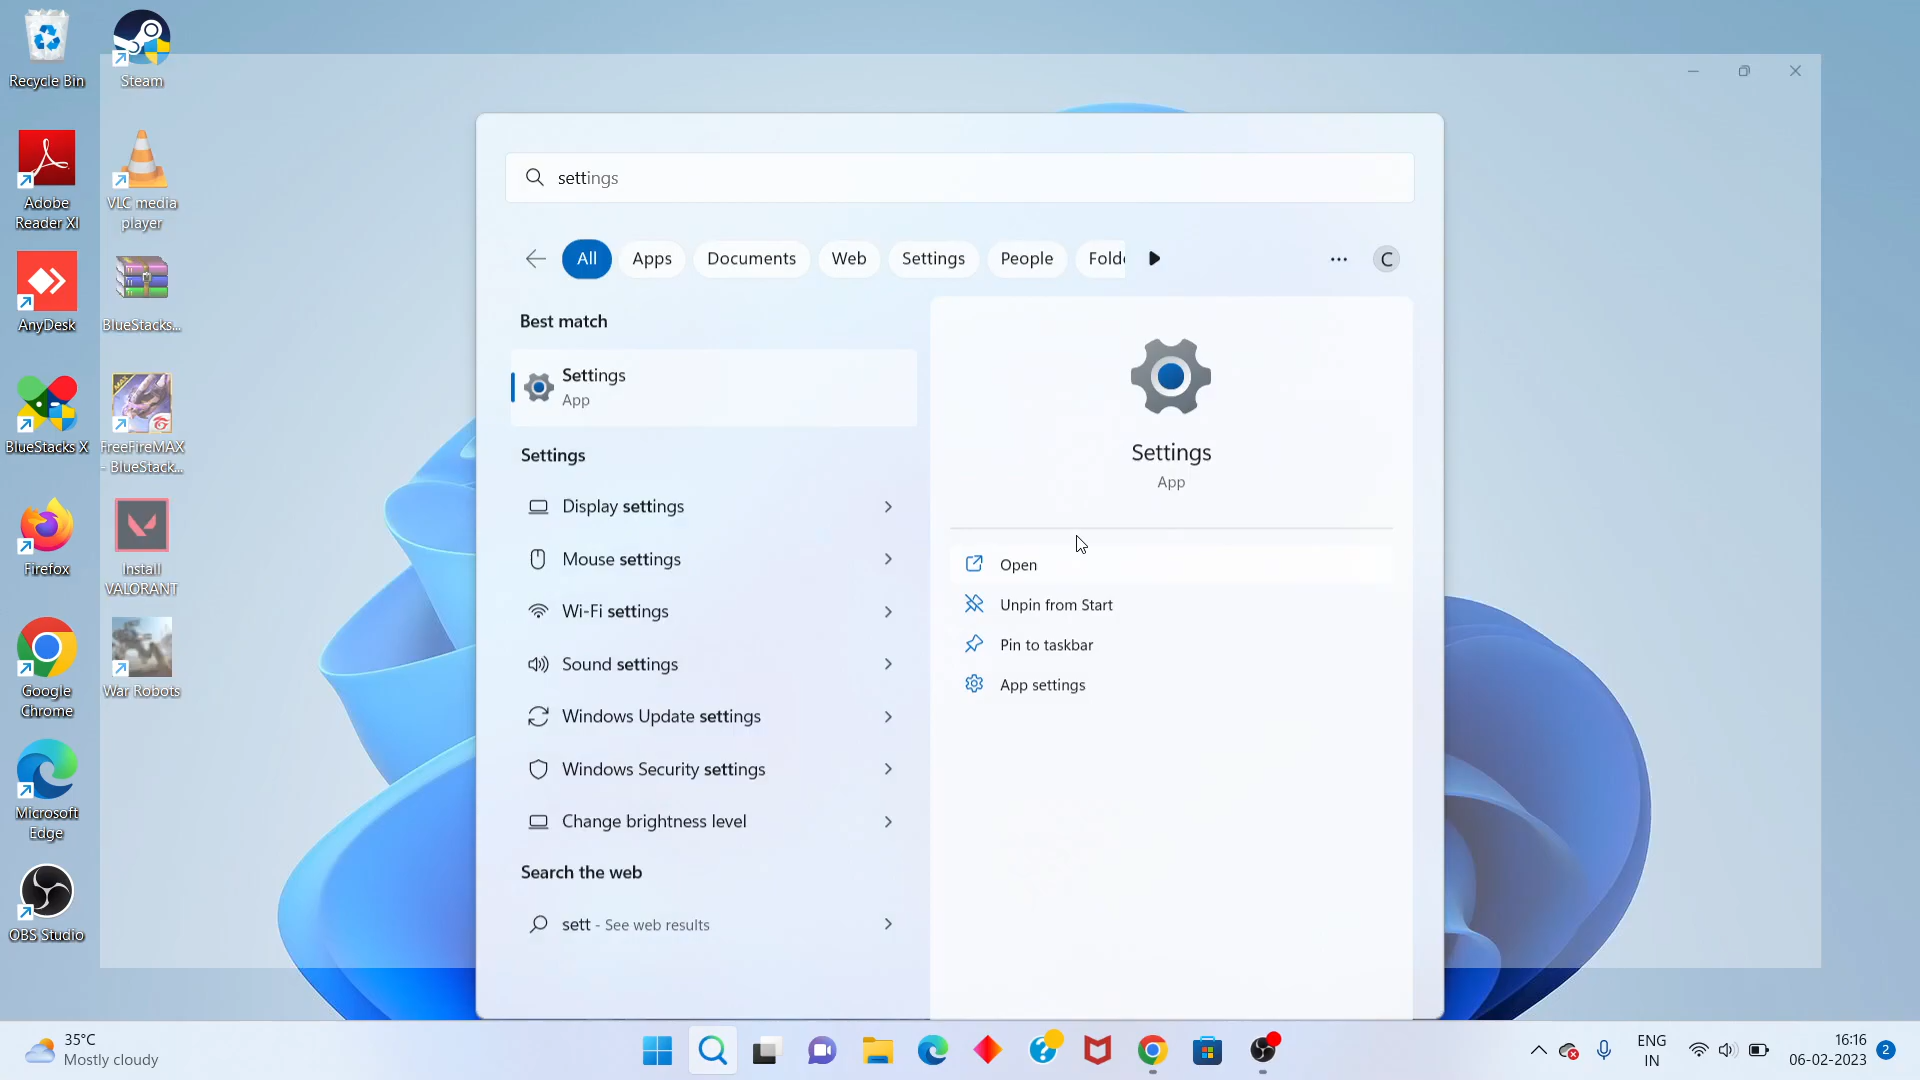 Recycle Bin
Steam
Adobe
Reader XI
VLC media
player
AnyDesk
BlueStacks...
BlueStacks X
MAX
FreeFireMAX
- BlueStack...
Firefox
Install
VALORANT
Google
Chrome
War Robots
Microsoft
Edge
OBS Studio
settings
All
Apps
Documents
Web
Settings
People
Folde
C
Best match
Settings
App
Settings
Display settings
Mouse settings
Wi-Fi settings
Sound settings
Windows Update settings
Windows Security settings
Change brightness level
Search the web
sett - See web results
Settings
App
Open
Unpin from Start
Pin to taskbar
App settings
35°C
Mostly cloudy
ENG
IN
16:16
06-02-2023
2